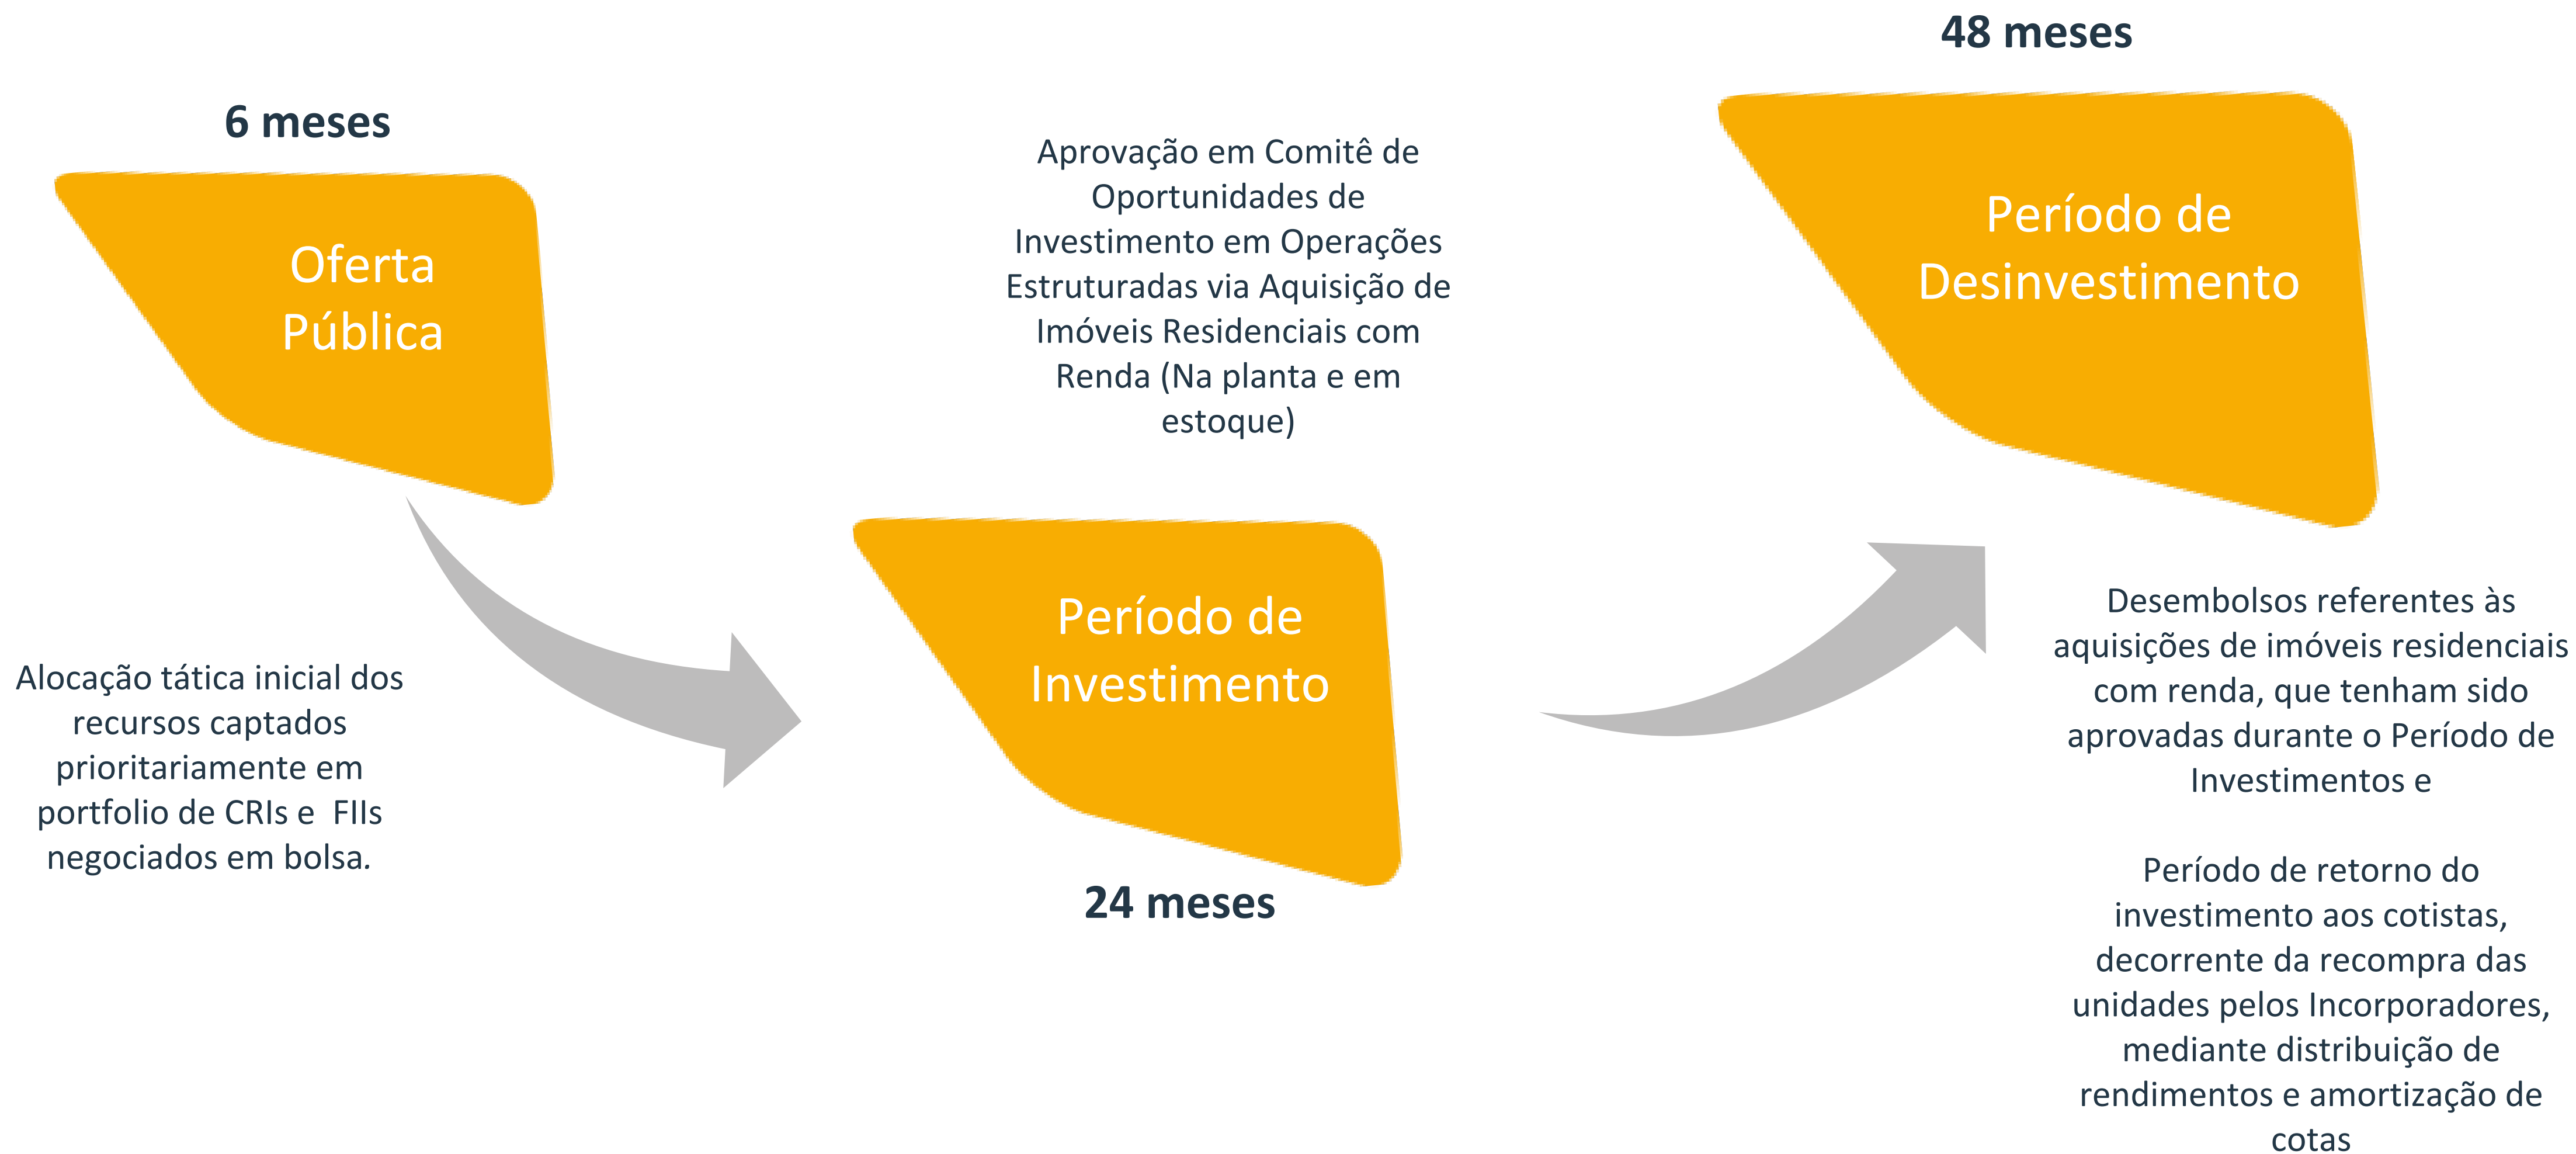 6 meses
Oferta
Pública
Alocação tática inicial dos
recursos captados
prioritariamente em
portfolio de CRIs e  FIIs
negociados em bolsa.
Aprovação em Comitê de
Oportunidades de
Investimento em Operações
Estruturadas via Aquisição de
Imóveis Residenciais com
Renda (Na planta e em
estoque)
Período de
Investimento
24 meses
48 meses
Período de
Desinvestimento
Desembolsos referentes às
aquisições de imóveis residenciais
com renda, que tenham sido
aprovadas durante o Período de
Investimentos e
Período de retorno do
investimento aos cotistas,
decorrente da recompra das
unidades pelos Incorporadores,
mediante distribuição de
rendimentos e amortização de
cotas